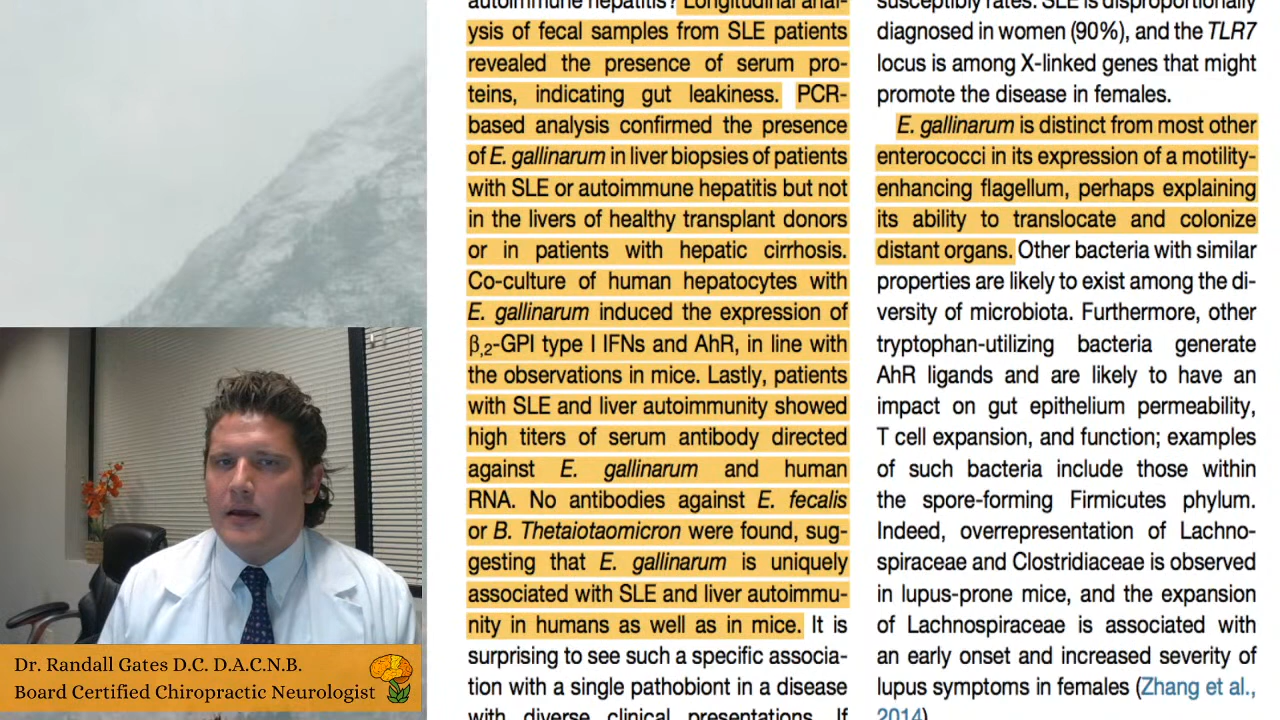 autoimmune hepatitis? Longitudinal anal-
ysis of fecal samples from SLE patients
revealed the presence of serum pro-
teins, indicating gut leakiness. PCR-
based analysis confirmed the presence
of E. gallinarum in liver biopsies of patients
with SLE or autoimmune hepatitis but not
in the livers of healthy transplant donors
or in patients with hepatic cirrhosis.
Co-culture of human hepatocytes with
E. gallinarum induced the expression of
β,2-GPI type I IFNs and AhR, in line with
the observations in mice. Lastly, patients
with SLE and liver autoimmunity showed
high titers of serum antibody directed
against E. gallinarum and human
RNA. No antibodies against E. fecalis
or B. Thetaiotaomicron were found, sug-
gesting that E. gallinarum is uniquely
associated with SLE and liver autoimmu-
nity in humans as well as in mice. It is
surprising to see such a specific associa-
tion with a single pathobiont in a disease
with diverse clinical presentations. If
susceptibly rates. SLE is disproportionally
diagnosed in women (90%), and the TLR7
locus is among X-linked genes that might
promote the disease in females.
E. gallinarum is distinct from most other
enterococci in its expression of a motility-
enhancing flagellum, perhaps explaining
its ability to translocate and colonize
distant organs. Other bacteria with similar
properties are likely to exist among the di-
versity of microbiota. Furthermore, other
tryptophan-utilizing bacteria generate
AhR ligands and are likely to have an
impact on gut epithelium permeability,
T cell expansion, and function; examples
of such bacteria include those within
the spore-forming Firmicutes phylum.
Indeed, overrepresentation of Lachno-
spiraceae and Clostridiaceae is observed
in lupus-prone mice, and the expansion
of Lachnospiraceae is associated with
an early onset and increased severity of
lupus symptoms in females (Zhang et al.,
2014).
Dr. Randall Gates D.C. D.A.C.N.B.
Board Certified Chiropractic Neurologist